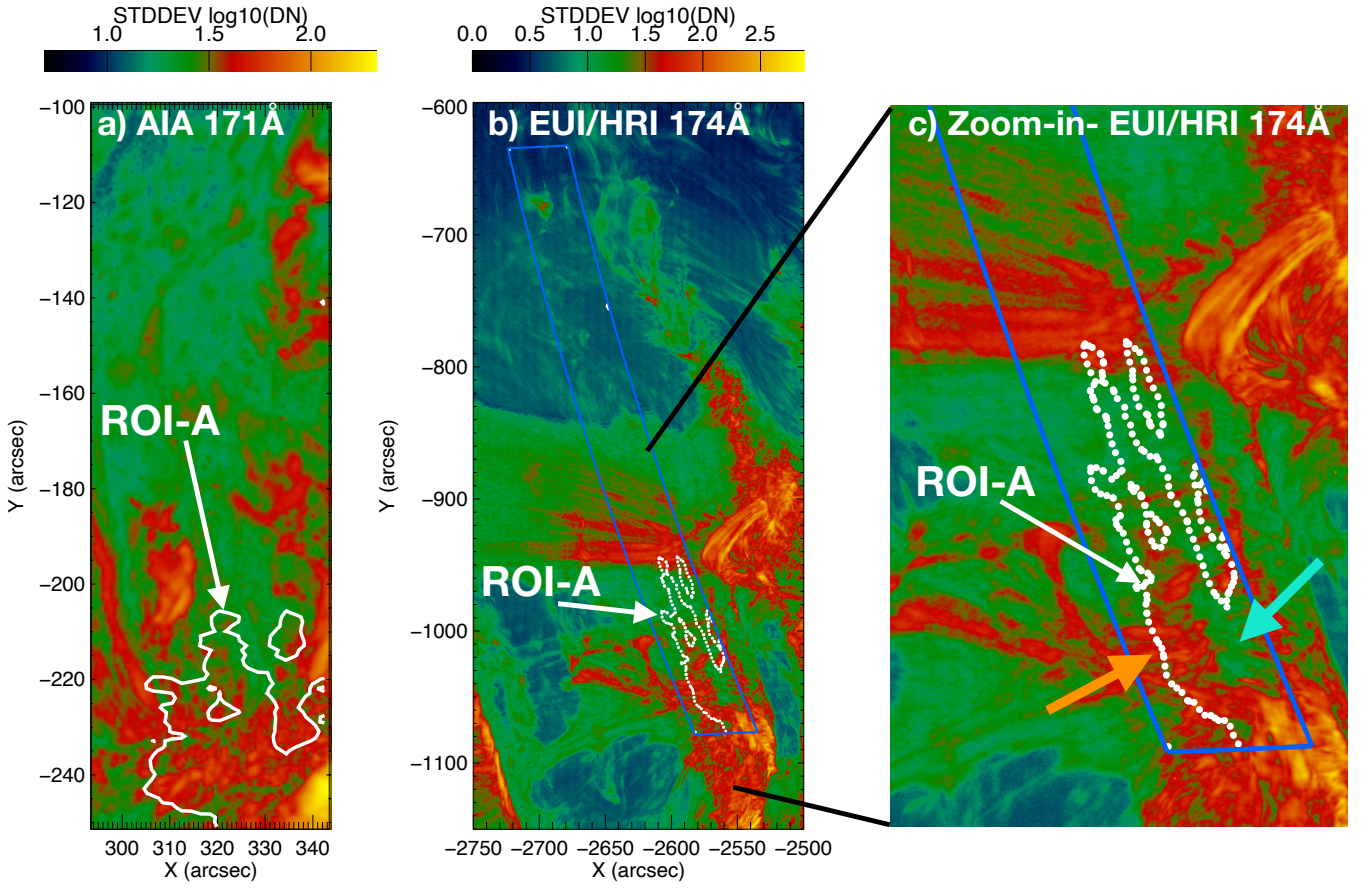 STDDEV log10(DN)
1.0 1.5 2.0
STDDEV log10(DN)
0.0 0.5 1.0 1.5 2.0 2.5
a) AIA 171Å
−100
−120
−140
−160
−180
−200
−220
−240
Y (arcsec)
ROI-A
300 310 320 330 340
X (arcsec)
b) EUI/HRI 174Å
−600
−700
−800
−900
−1000
−1100
Y (arcsec)
ROI-A
−2750 −2700 −2650 −2600 −2550 −2500
X (arcsec)
c) Zoom-in- EUI/HRI 174Å
ROI-A